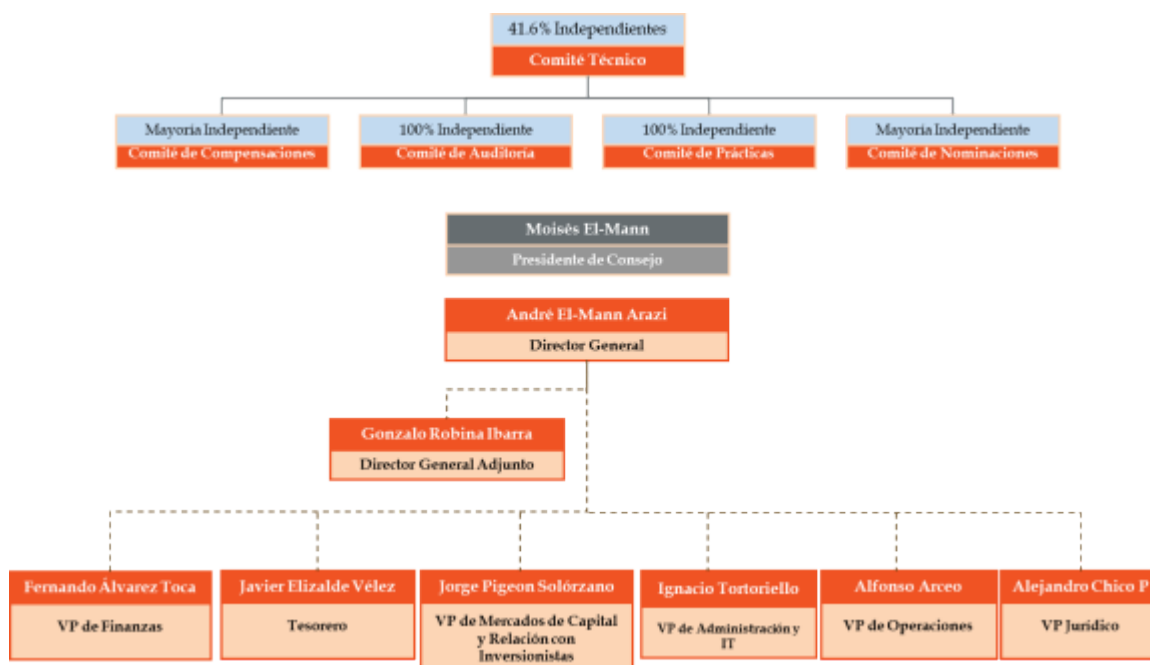 41.6% Independientes
Comité Técnico
Mayoría Independiente
Comité de Compensaciones
100% Independiente
Comité de Auditoría
100% Independiente
Comité de Prácticas
Mayoría Independiente
Comité de Nominaciones
Moisés El-Mann
Presidente de Consejo
André El-Mann Arazi
Director General
Gonzalo Robina Ibarra
Director General Adjunto
Fernando Álvarez Toca
VP de Finanzas
Javier Elizalde Vélez
Tesorero
Jorge Pigeon Solórzano
VP de Mercados de Capital
y Relación con
Inversionistas
Ignacio Tortoriello
VP de Administración y
IT
Alfonso Arceo
VP de Operaciones
Alejandro Chico P
VP Jurídico